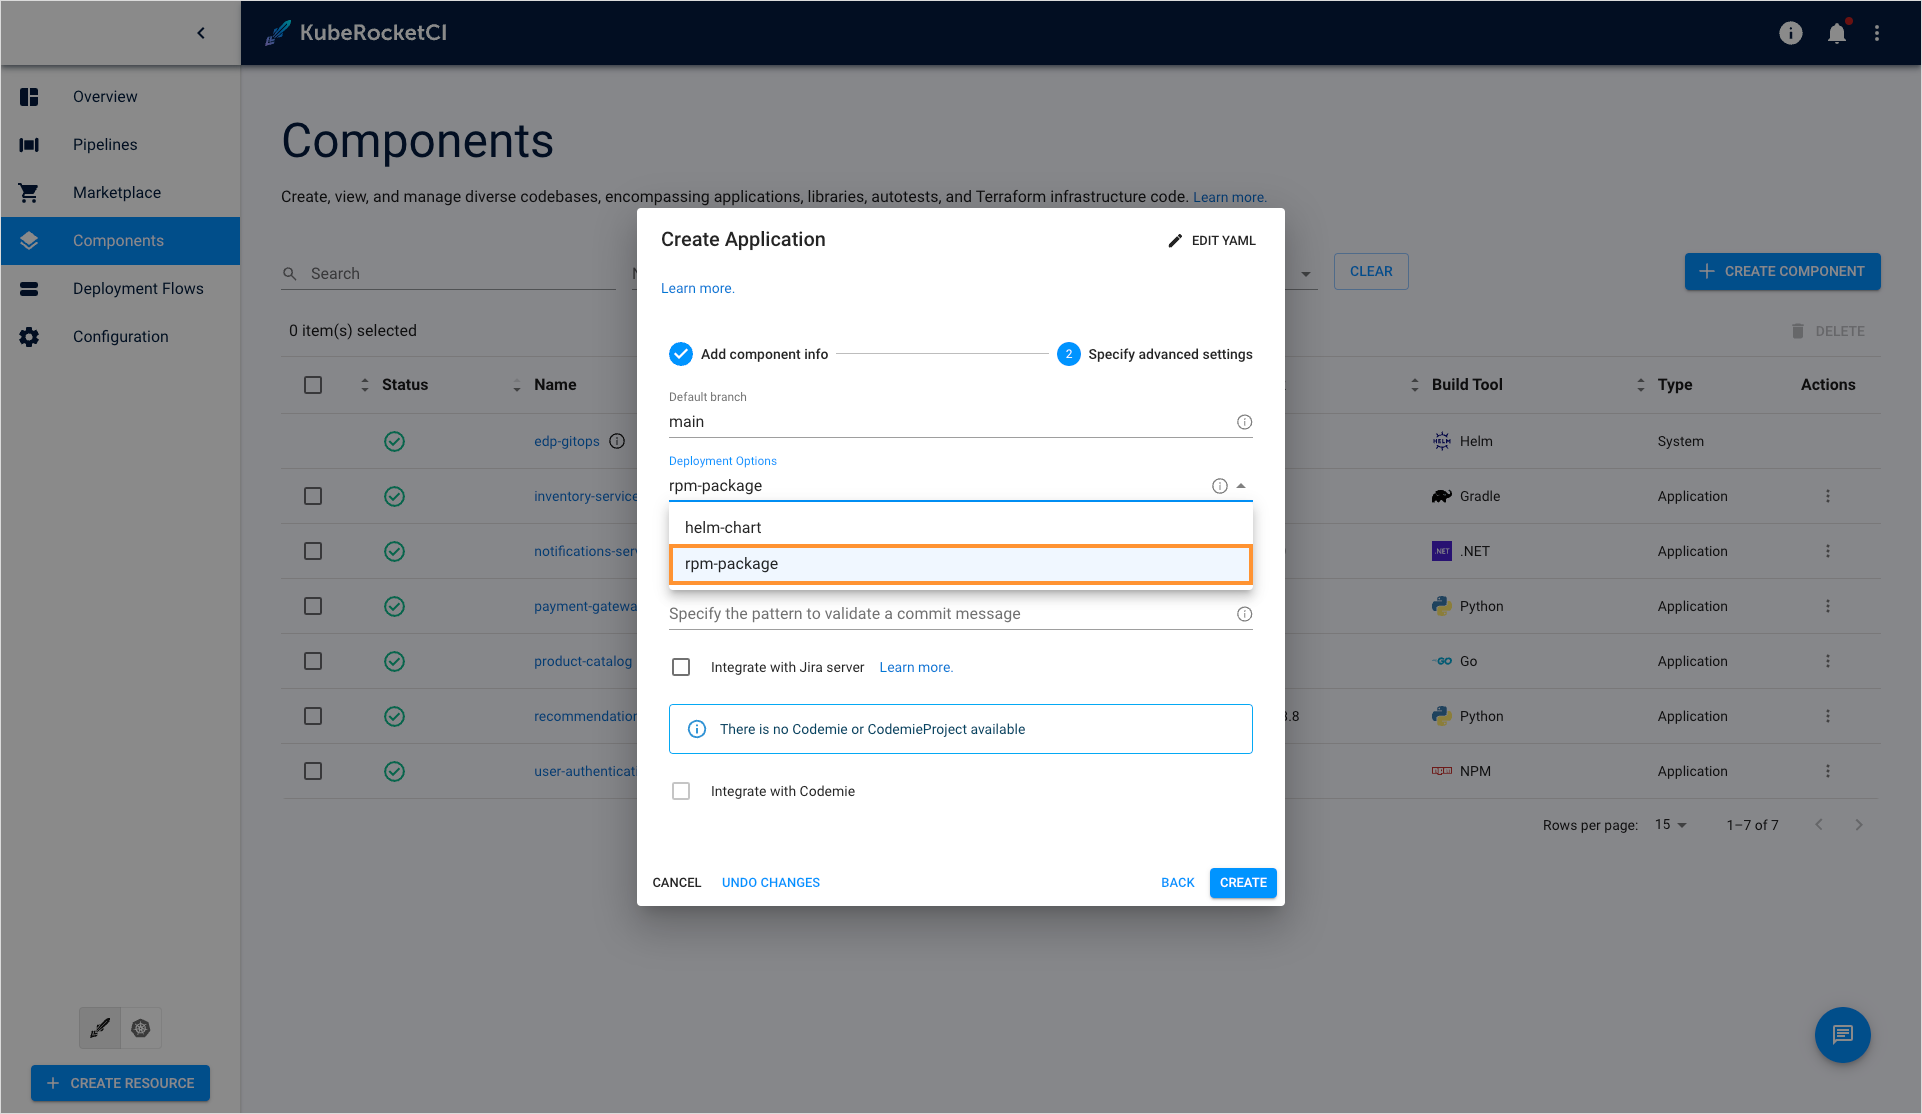 KubeRocketCI
Overview
Pipelines
Marketplace
Components
Deployment Flows
Configuration
CREATE RESOURCE
Components
Create, view, and manage diverse codebases, encompassing applications, libraries, autotests, and Terraform infrastructure code. Learn more.
Search
CLEAR
CREATE COMPONENT
0 item(s) selected
DELETE
Status Name Build Tool Type Actions
edp-gitops Helm System
inventory-service Gradle Application
notifications-ser .NET Application
payment-gatewa Python Application
product-catalog Go Application
recommendation .8 Python Application
user-authenticati NPM Application
Rows per page: 15 1–7 of 7
Create Application
EDIT YAML
Learn more.
Add component info
2 Specify advanced settings
Default branch
main
Deployment Options
rpm-package
helm-chart
rpm-package
Specify the pattern to validate a commit message
Integrate with Jira server Learn more.
There is no Codemie or CodemieProject available
Integrate with Codemie
CANCEL UNDO CHANGES BACK CREATE